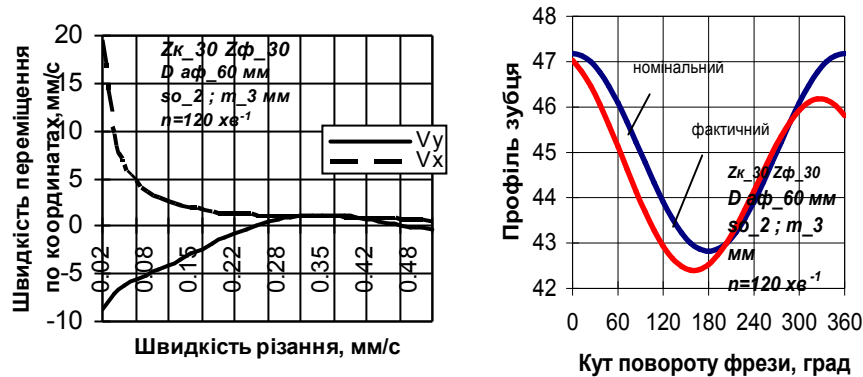 Швидкість переміщення
по координатах,мм/с
20
15
10
5
0
-5
-10
Zк_30 Zф_30
D аф_60 мм
so_2 ; m_3 мм
n=120 хв⁻¹
Vy
Vx
0.02
0.08
0.15
0.22
0.28
0.35
0.42
0.48
Швидкість різання, мм/с
Профіль зубця
48
47
46
45
44
43
42
номінальний
фактичний
Zк_30 Zф_30
D аф_60 мм
so_2 ; m_3
мм
n=120 хв⁻¹
0 60 120 180 240 300 360
Кут повороту фрези, град